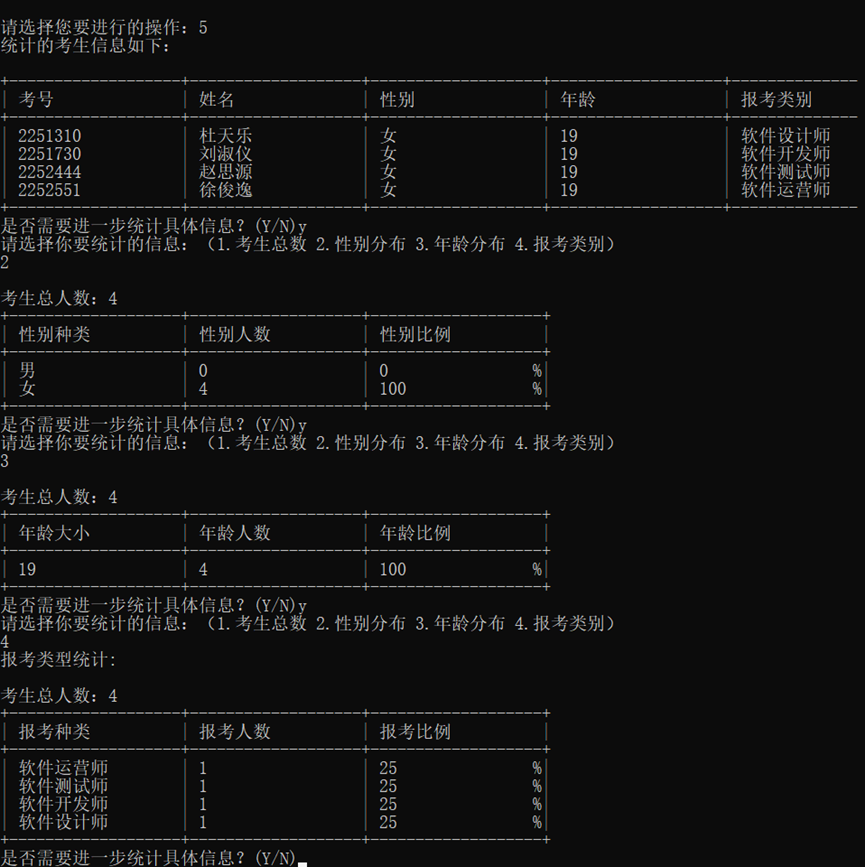 请选择您要进行的操作：5
统计的考生信息如下：
考号 姓名 性别 年龄 报考类别
2251310 杜天乐 女 19 软件设计师
2251730 刘淑仪 女 19 软件开发师
2252444 赵思源 女 19 软件测试师
2252551 徐俊逸 女 19 软件运营师
是否需要进一步统计具体信息？(Y/N)y
请选择你要统计的信息：（1.考生总数 2.性别分布 3.年龄分布 4.报考类别）
2
考生总人数：4
性别种类 性别人数 性别比例
男 0 0 %
女 4 100 %
是否需要进一步统计具体信息？(Y/N)y
请选择你要统计的信息：（1.考生总数 2.性别分布 3.年龄分布 4.报考类别）
3
考生总人数：4
年龄大小 年龄人数 年龄比例
19 4 100 %
是否需要进一步统计具体信息？(Y/N)y
请选择你要统计的信息：（1.考生总数 2.性别分布 3.年龄分布 4.报考类别）
4
报考类型统计:
考生总人数：4
报考种类 报考人数 报考比例
软件运营师 1 25 %
软件测试师 1 25 %
软件开发师 1 25 %
软件设计师 1 25 %
是否需要进一步统计具体信息？(Y/N)